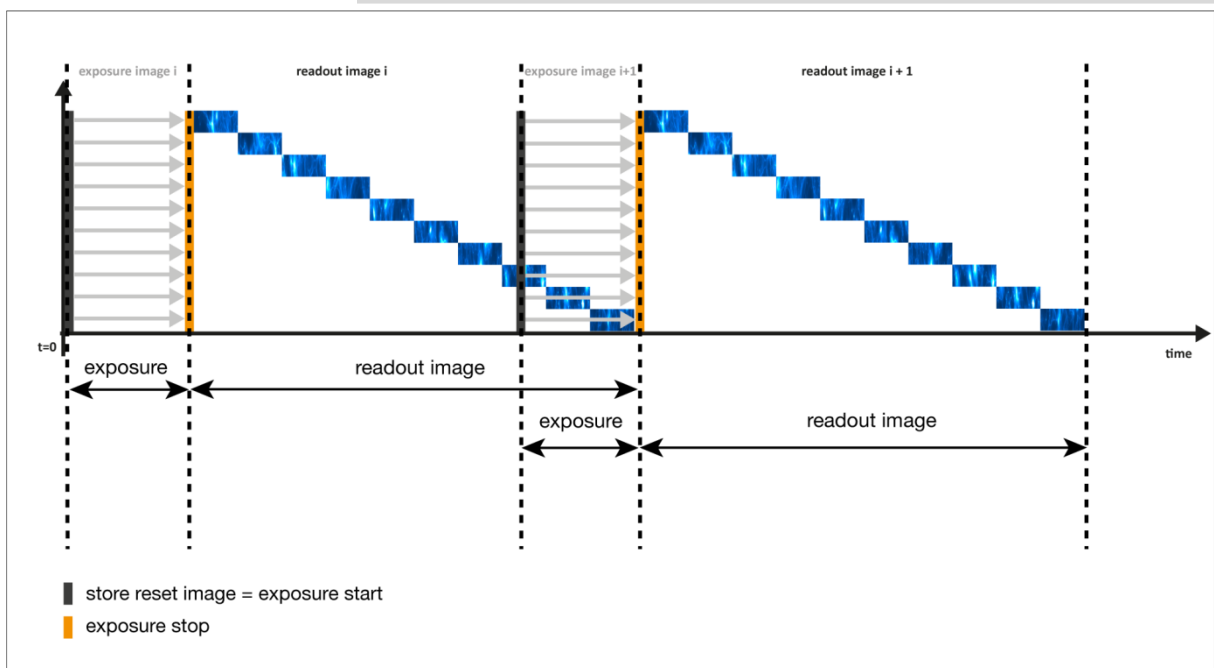 exposure image i
readout image i
exposure image i+1
readout image i + 1
t=0
time
exposure
readout image
exposure
readout image
store reset image = exposure start
exposure stop